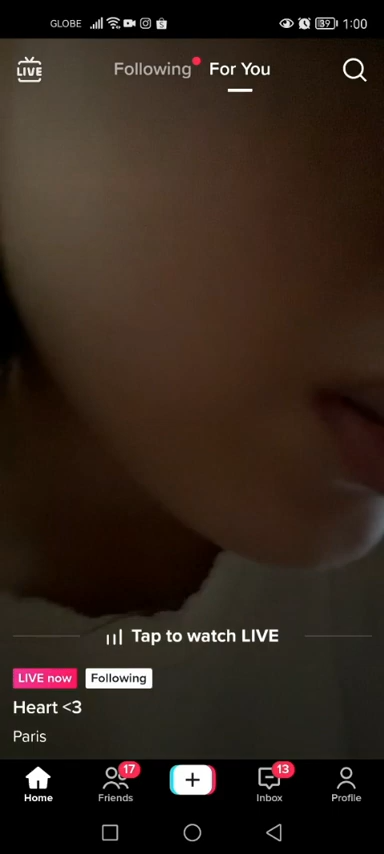 GLOBE 39 1:00
LIVE Following For You
Tap to watch LIVE
LIVE now Following
Heart <3
Paris
17 13
Home Friends Inbox Profile